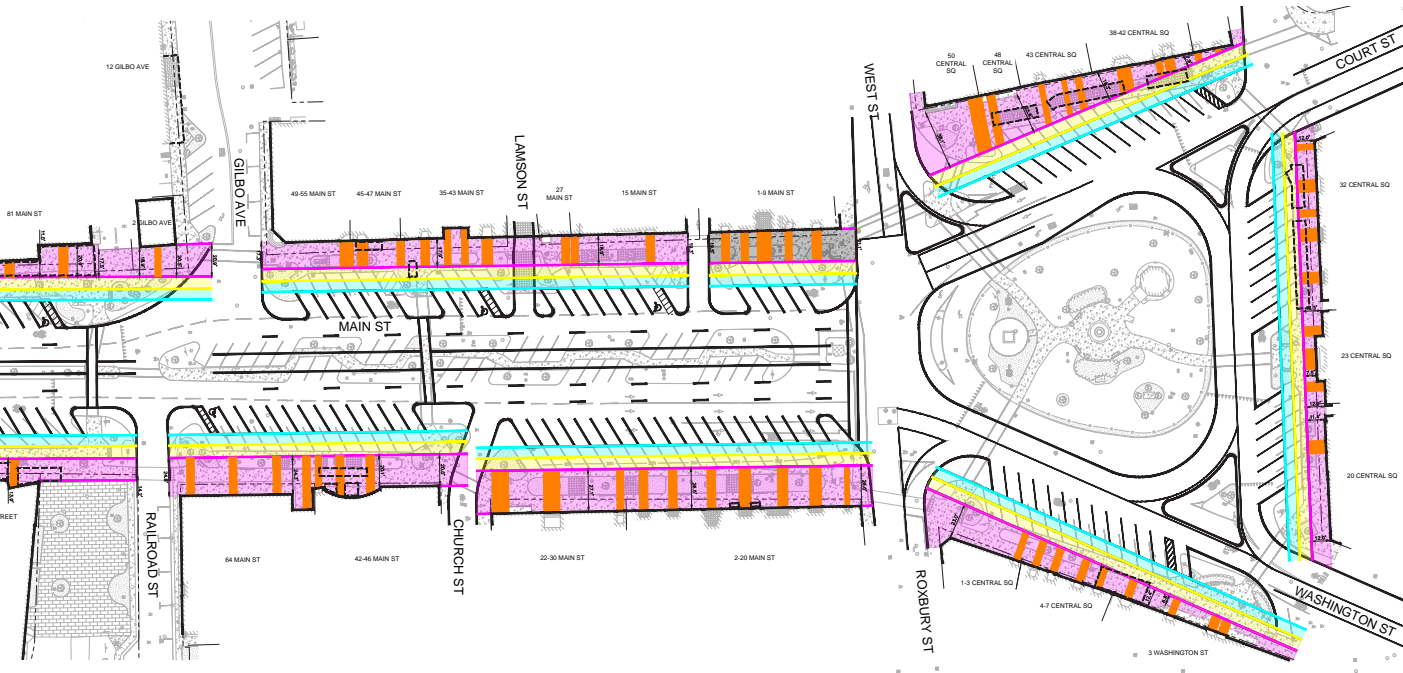 38-42 CENTRAL SQ
COURT ST
50
CENTRAL
SQ
48
CENTRAL
SQ
43 CENTRAL SQ
12 GILBO AVE
WEST ST
LAMSON ST
GILBO AVE
32 CENTRAL SQ
49-55 MAIN ST
45-47 MAIN ST
35-43 MAIN ST
27
MAIN ST
15 MAIN ST
1-9 MAIN ST
81 MAIN ST
2 GILBO AVE
MAIN ST
23 CENTRAL SQ
20 CENTRAL SQ
REET
RAILROAD ST
64 MAIN ST
42-46 MAIN ST
CHURCH ST
22-30 MAIN ST
2-20 MAIN ST
ROXBURY ST
1-3 CENTRAL SQ
4-7 CENTRAL SQ
WASHINGTON ST
3 WASHINGTON ST